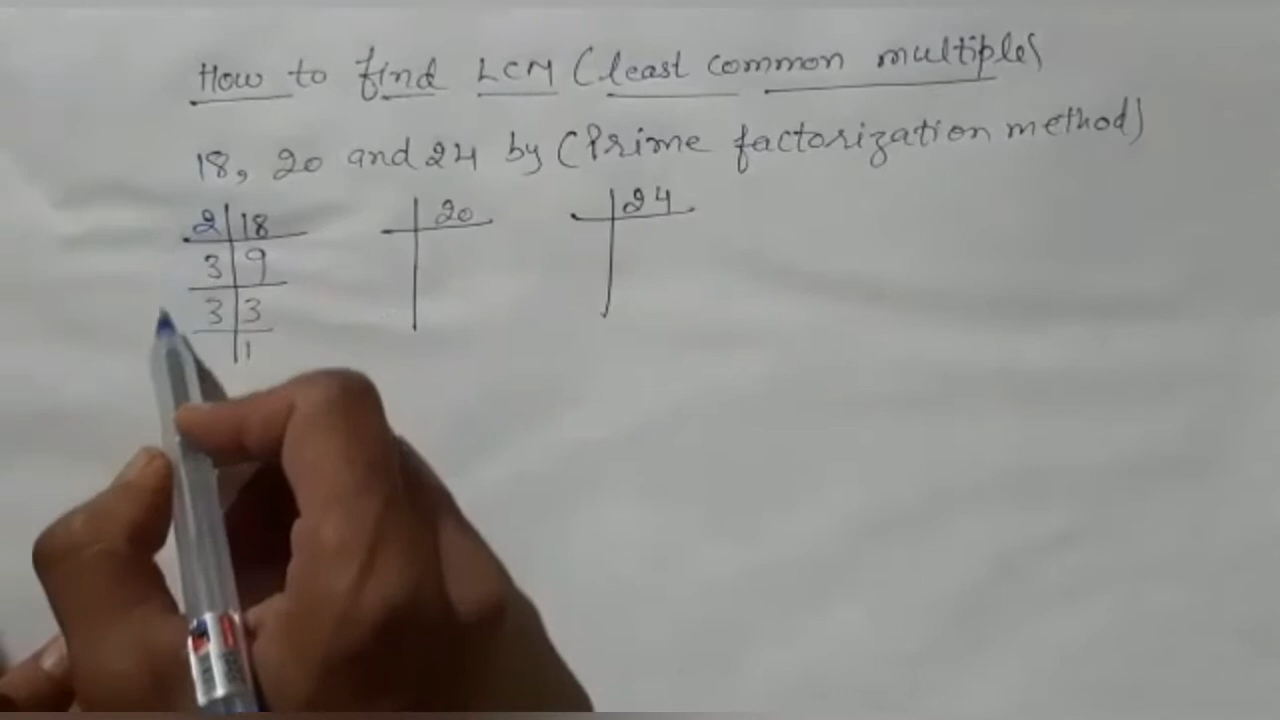 How to find LCM (least common multiples
18, 20 and 24 by (Prime factorization method)
2 18 20 24
3 9
3 3
1